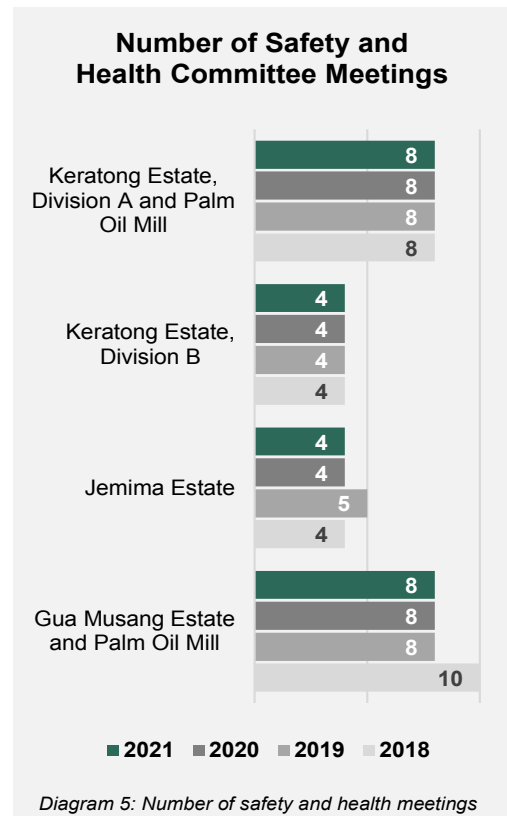 Number of Safety and
Health Committee Meetings
Keratong Estate,
Division A and Palm
Oil Mill
8
8
8
8
Keratong Estate,
Division B
4
4
4
4
Jemima Estate
4
4
5
4
Gua Musang Estate
and Palm Oil Mill
8
8
8
10
2021 2020 2019 2018
Diagram 5: Number of safety and health meetings